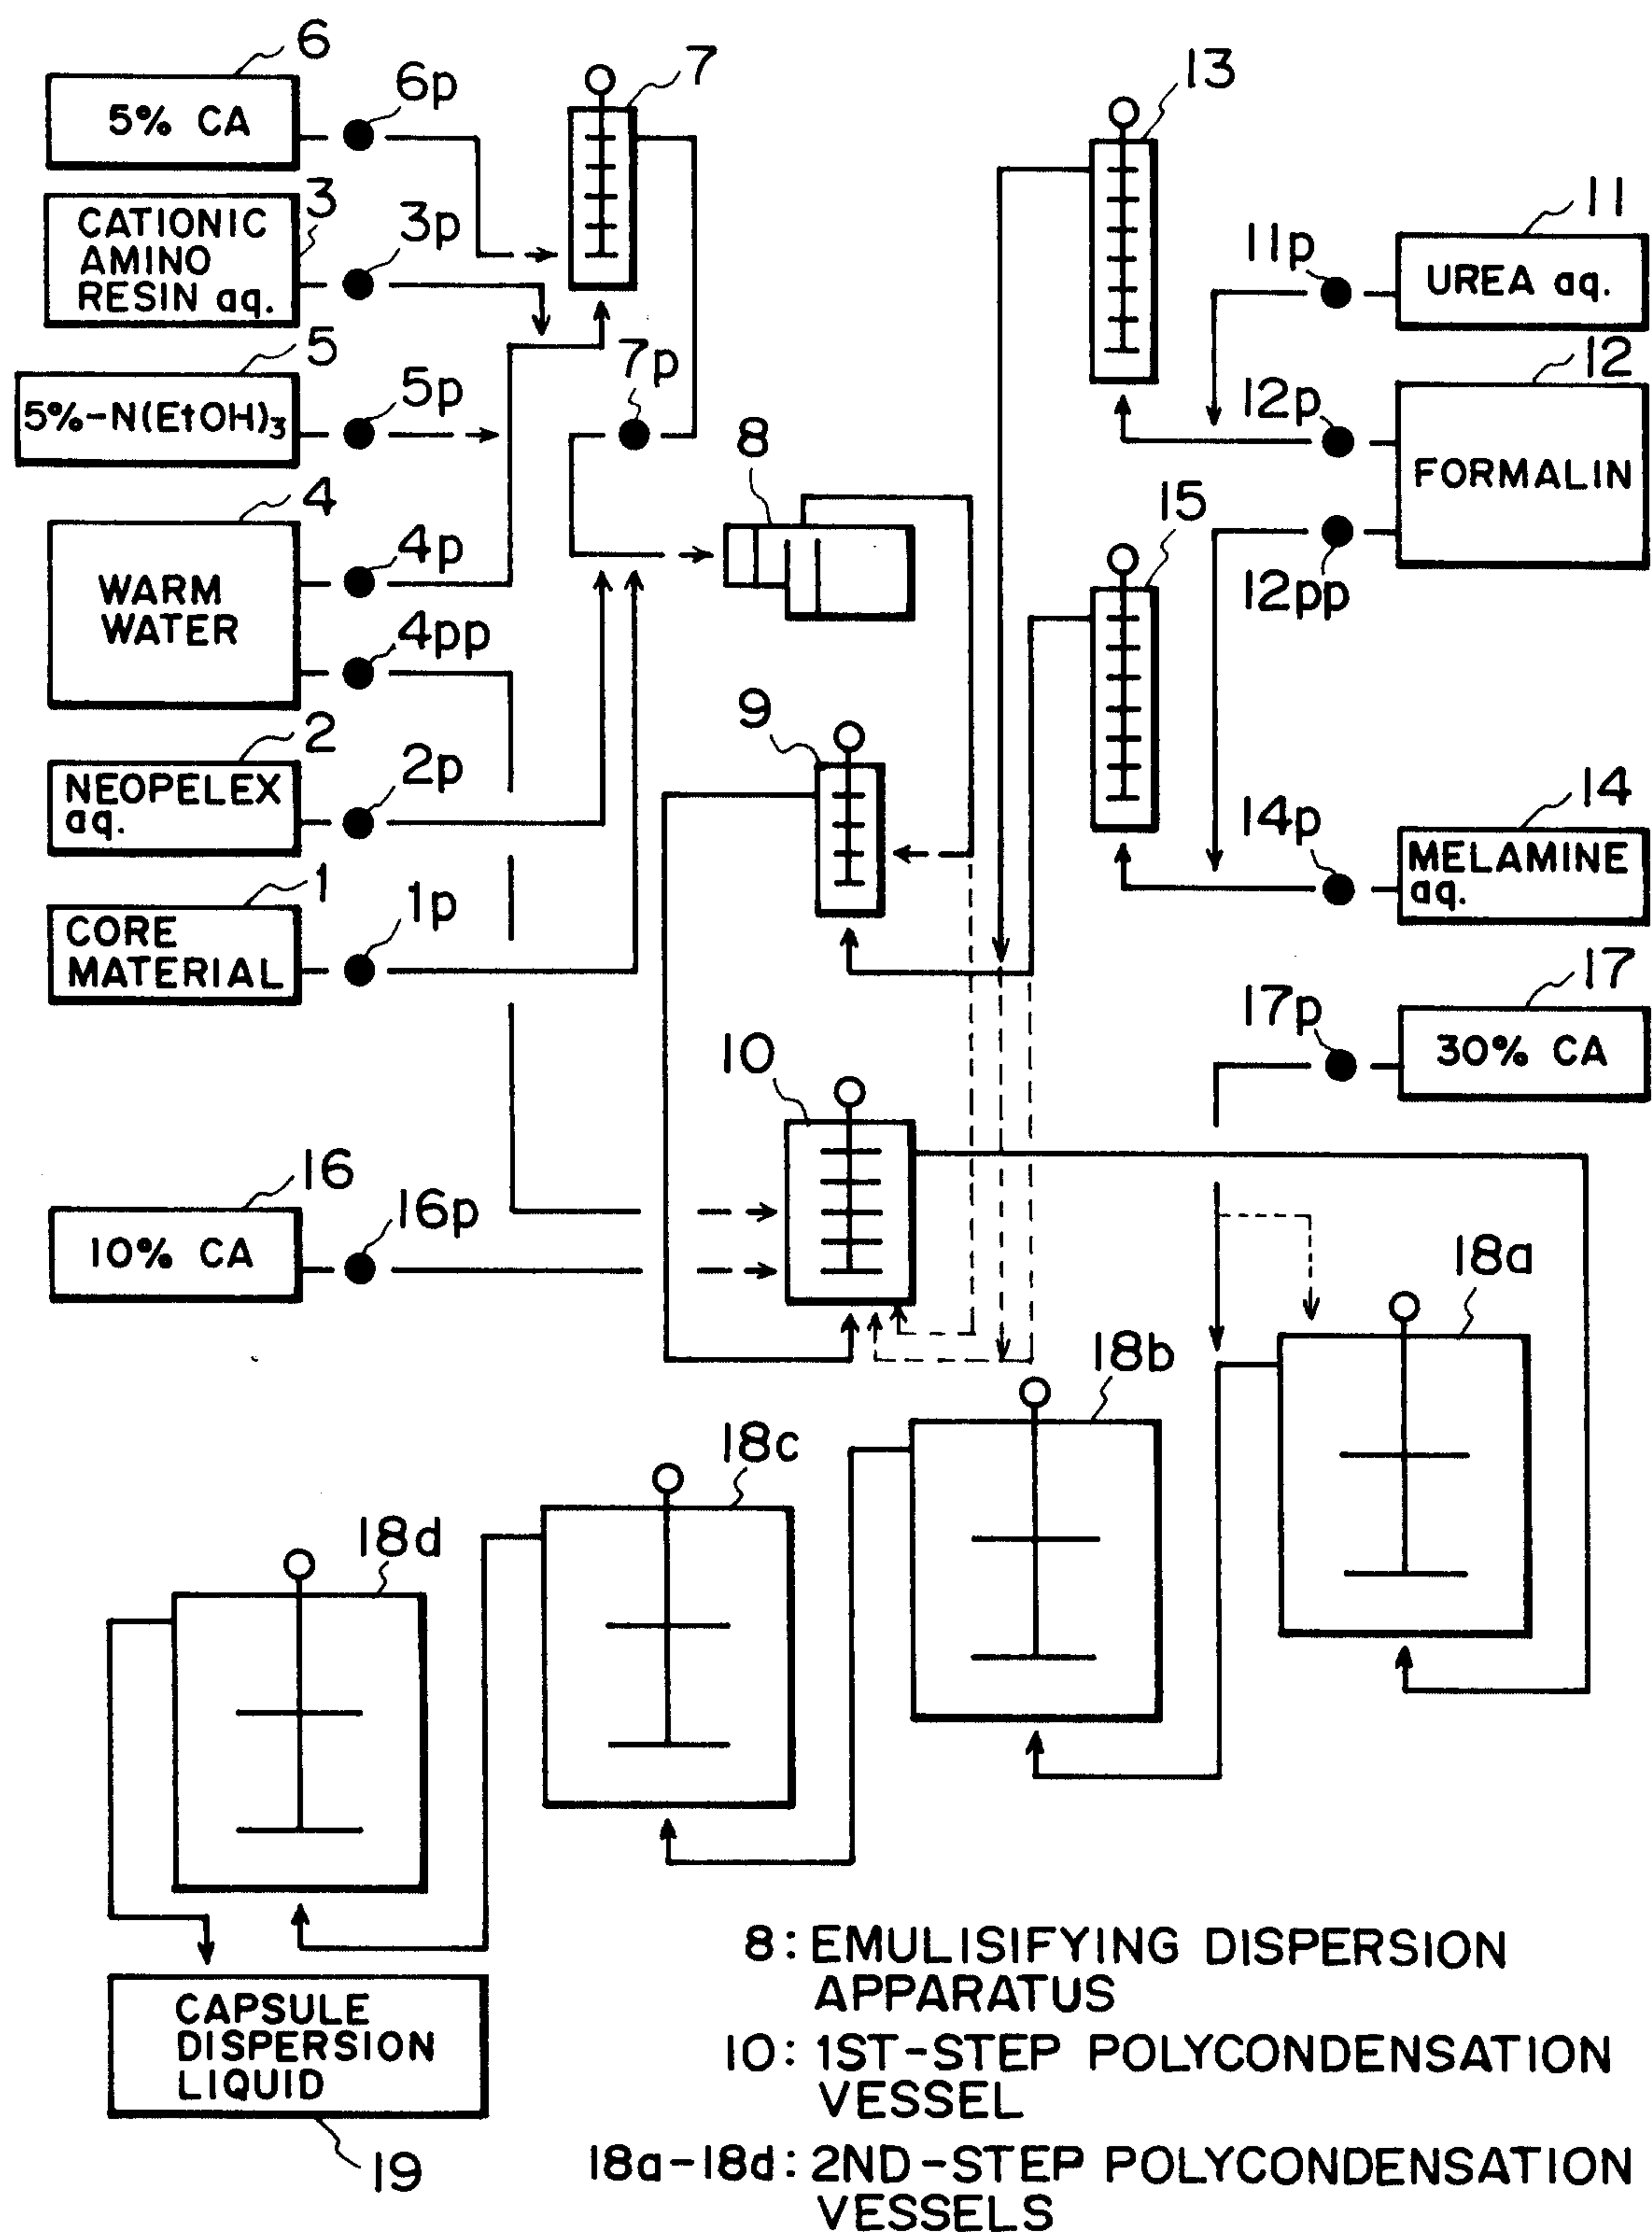 6
5% CA
6p
7
3
CATIONIC
AMINO
RESIN aq.
3p
5
5%-N(EtOH)3
5p
7p
4
WARM
WATER
4p
4pp
8
2
NEOPELEX
aq.
2p
9
1
CORE
MATERIAL
1p
10
16
10% CA
16p
13
11
UREA aq.
11p
12
FORMALIN
12p
12pp
15
14
MELAMINE
aq.
14p
17
30% CA
17p
18a
18b
18c
18d
CAPSULE
DISPERSION
LIQUID
19
8: EMULISIFYING DISPERSION
APPARATUS
10: 1ST-STEP POLYCONDENSATION
VESSEL
18a-18d: 2ND-STEP POLYCONDENSATION
VESSELS